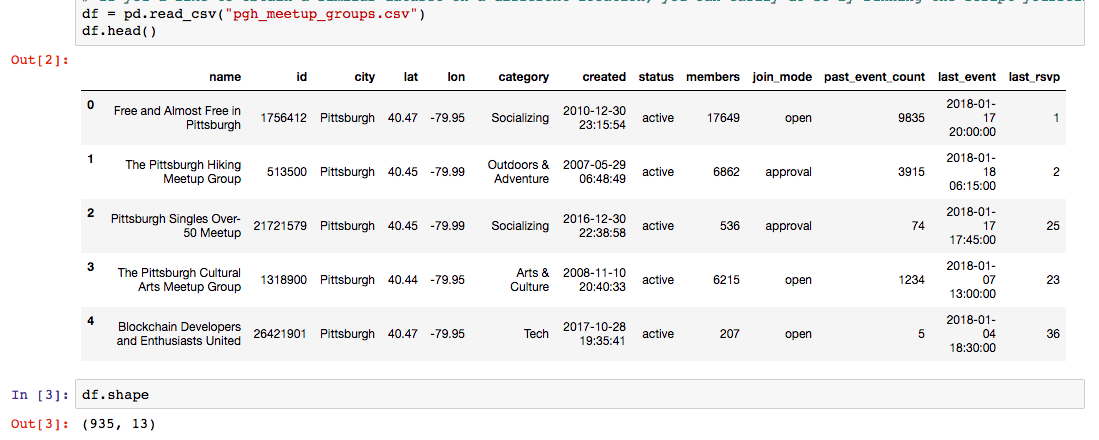 df = pd.read_csv("pgh_meetup_groups.csv")
df.head()
Out[2]:
name id city lat lon category created status members join_mode past_event_count last_event last_rsvp
0 Free and Almost Free in Pittsburgh 1756412 Pittsburgh 40.47 -79.95 Socializing 2010-12-30 23:15:54 active 17649 open 9835 2018-01-17 20:00:00 1
1 The Pittsburgh Hiking Meetup Group 513500 Pittsburgh 40.45 -79.99 Outdoors & Adventure 2007-05-29 06:48:49 active 6862 approval 3915 2018-01-18 06:15:00 2
2 Pittsburgh Singles Over-50 Meetup 21721579 Pittsburgh 40.45 -79.99 Socializing 2016-12-30 22:38:58 active 536 approval 74 2018-01-17 17:45:00 25
3 The Pittsburgh Cultural Arts Meetup Group 1318900 Pittsburgh 40.44 -79.95 Arts & Culture 2008-11-10 20:40:33 active 6215 open 1234 2018-01-07 13:00:00 23
4 Blockchain Developers and Enthusiasts United 26421901 Pittsburgh 40.47 -79.95 Tech 2017-10-28 19:35:41 active 207 open 5 2018-01-04 18:30:00 36
In [3]: df.shape
Out[3]: (935, 13)